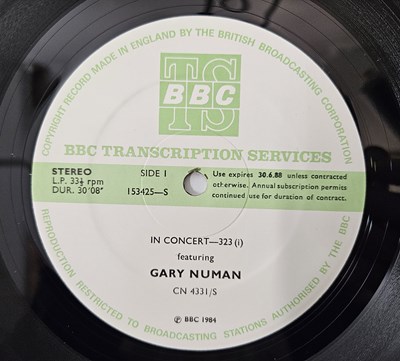 COPYRIGHT RECORD MADE IN ENGLAND BY THE BRITISH BROADCASTING CORPORATION
TS
BBC
BBC TRANSCRIPTION SERVICES
STEREO
L.P. 33⅓ rpm
DUR. 30'08"
SIDE 1
153425—S
Use expires 30.6.88 unless contracted
otherwise. Annual subscription permits
continued use for duration of contract.
IN CONCERT—323 (i)
featuring
GARY NUMAN
CN 4331/S
℗ BBC 1984
REPRODUCTION RESTRICTED TO BROADCASTING STATIONS AUTHORISED BY THE BBC